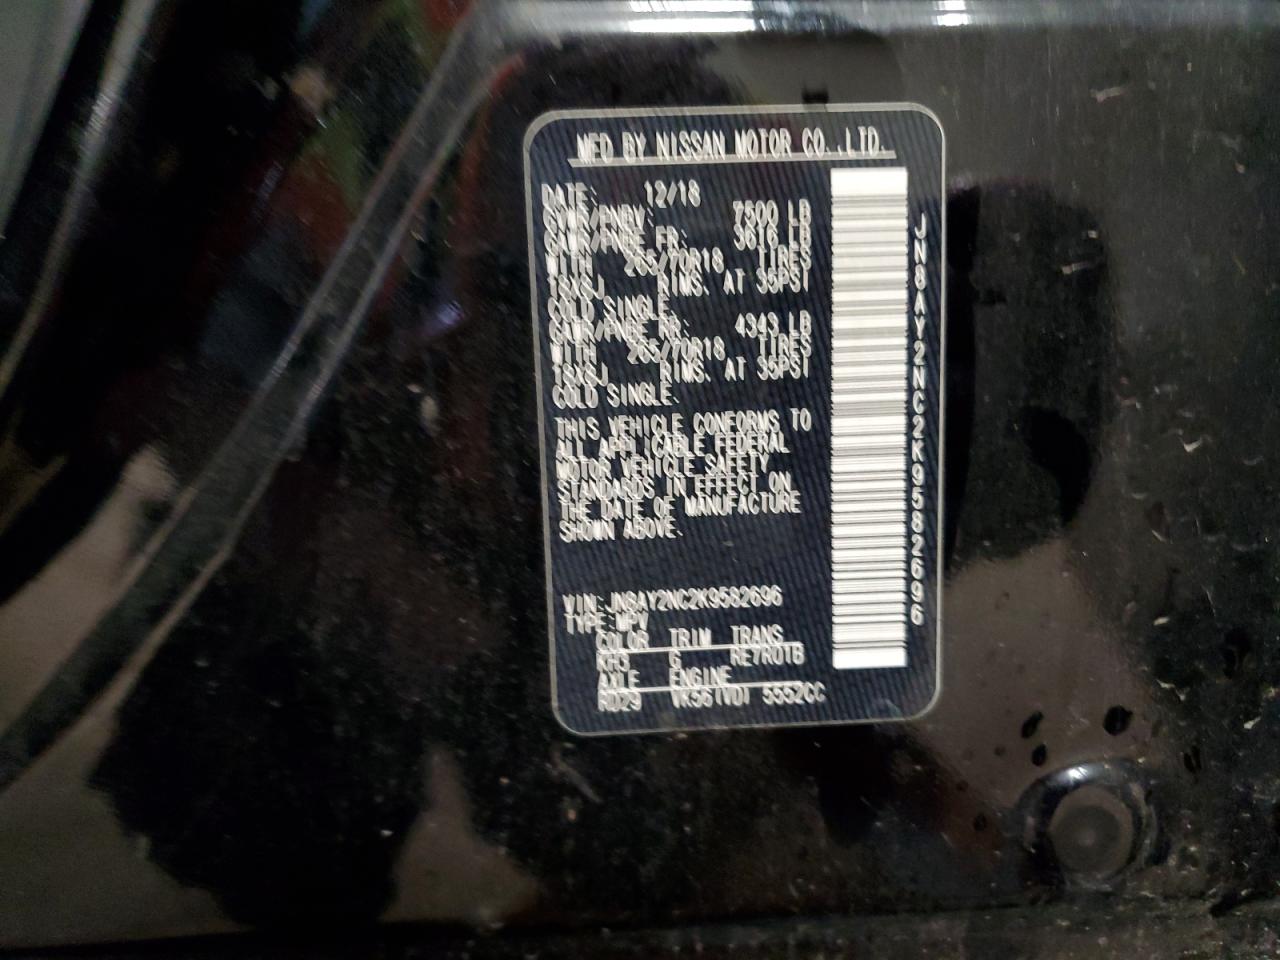 MFD BY NISSAN MOTOR CO.,LTD.
DATE: 12/18
GVWR/PNBV: 7500 LB
GAWR/PNBE FR: 3616 LB
WITH 265/70R18 TIRES
18X8J RIMS. AT 35PSI
COLD SINGLE.
GAWR/PNBE RR: 4343 LB
WITH 265/70R18 TIRES
18X8J RIMS. AT 35PSI
COLD SINGLE.
THIS VEHICLE CONFORMS TO
ALL APPLICABLE FEDERAL
MOTOR VEHICLE SAFETY
STANDARDS IN EFFECT ON
THE DATE OF MANUFACTURE
SHOWN ABOVE.
VIN: JN8AY2NC2K9582696
TYPE: MPV
COLOR TRIM TRANS
KH3 G RE7R01B
AXLE ENGINE
RD29 VK56(VD) 5552CC
JN8AY2NC2K9582696